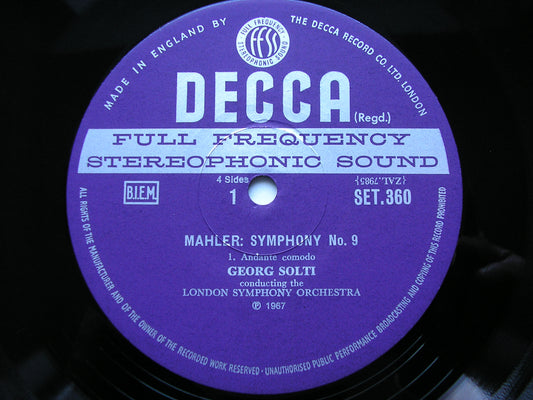 MADE IN ENGLAND BY
THE DECCA RECORD CO. LTD. LONDON
FULL FREQUENCY
ffss
STEREOPHONIC SOUND
DECCA
(Regd.)
FULL FREQUENCY
STEREOPHONIC SOUND
4 Sides
{ZAL.7985}
B.I.E.M.
1
SET.360
MAHLER: SYMPHONY No. 9
1. Andante comodo
GEORG SOLTI
conducting the
LONDON SYMPHONY ORCHESTRA
℗ 1967
ALL RIGHTS OF THE MANUFACTURER AND OF THE OWNER OF THE RECORDED WORK RESERVED - UNAUTHORISED PUBLIC PERFORMANCE BROADCASTING AND COPYING OF THIS RECORD PROHIBITED